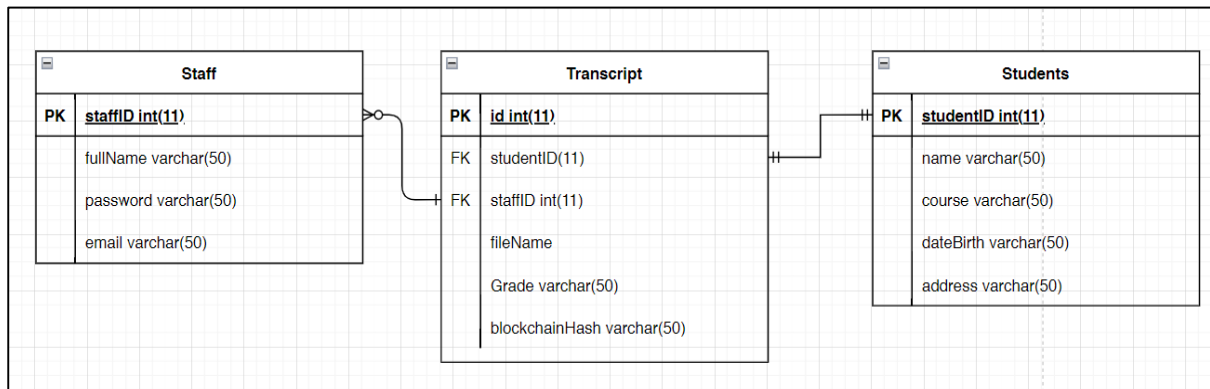 Staff
PK staffID int(11)
fullName varchar(50)
password varchar(50)
email varchar(50)
Transcript
PK id int(11)
FK studentID(11)
FK staffID int(11)
fileName
Grade varchar(50)
blockchainHash varchar(50)
Students
PK studentID int(11)
name varchar(50)
course varchar(50)
dateBirth varchar(50)
address varchar(50)